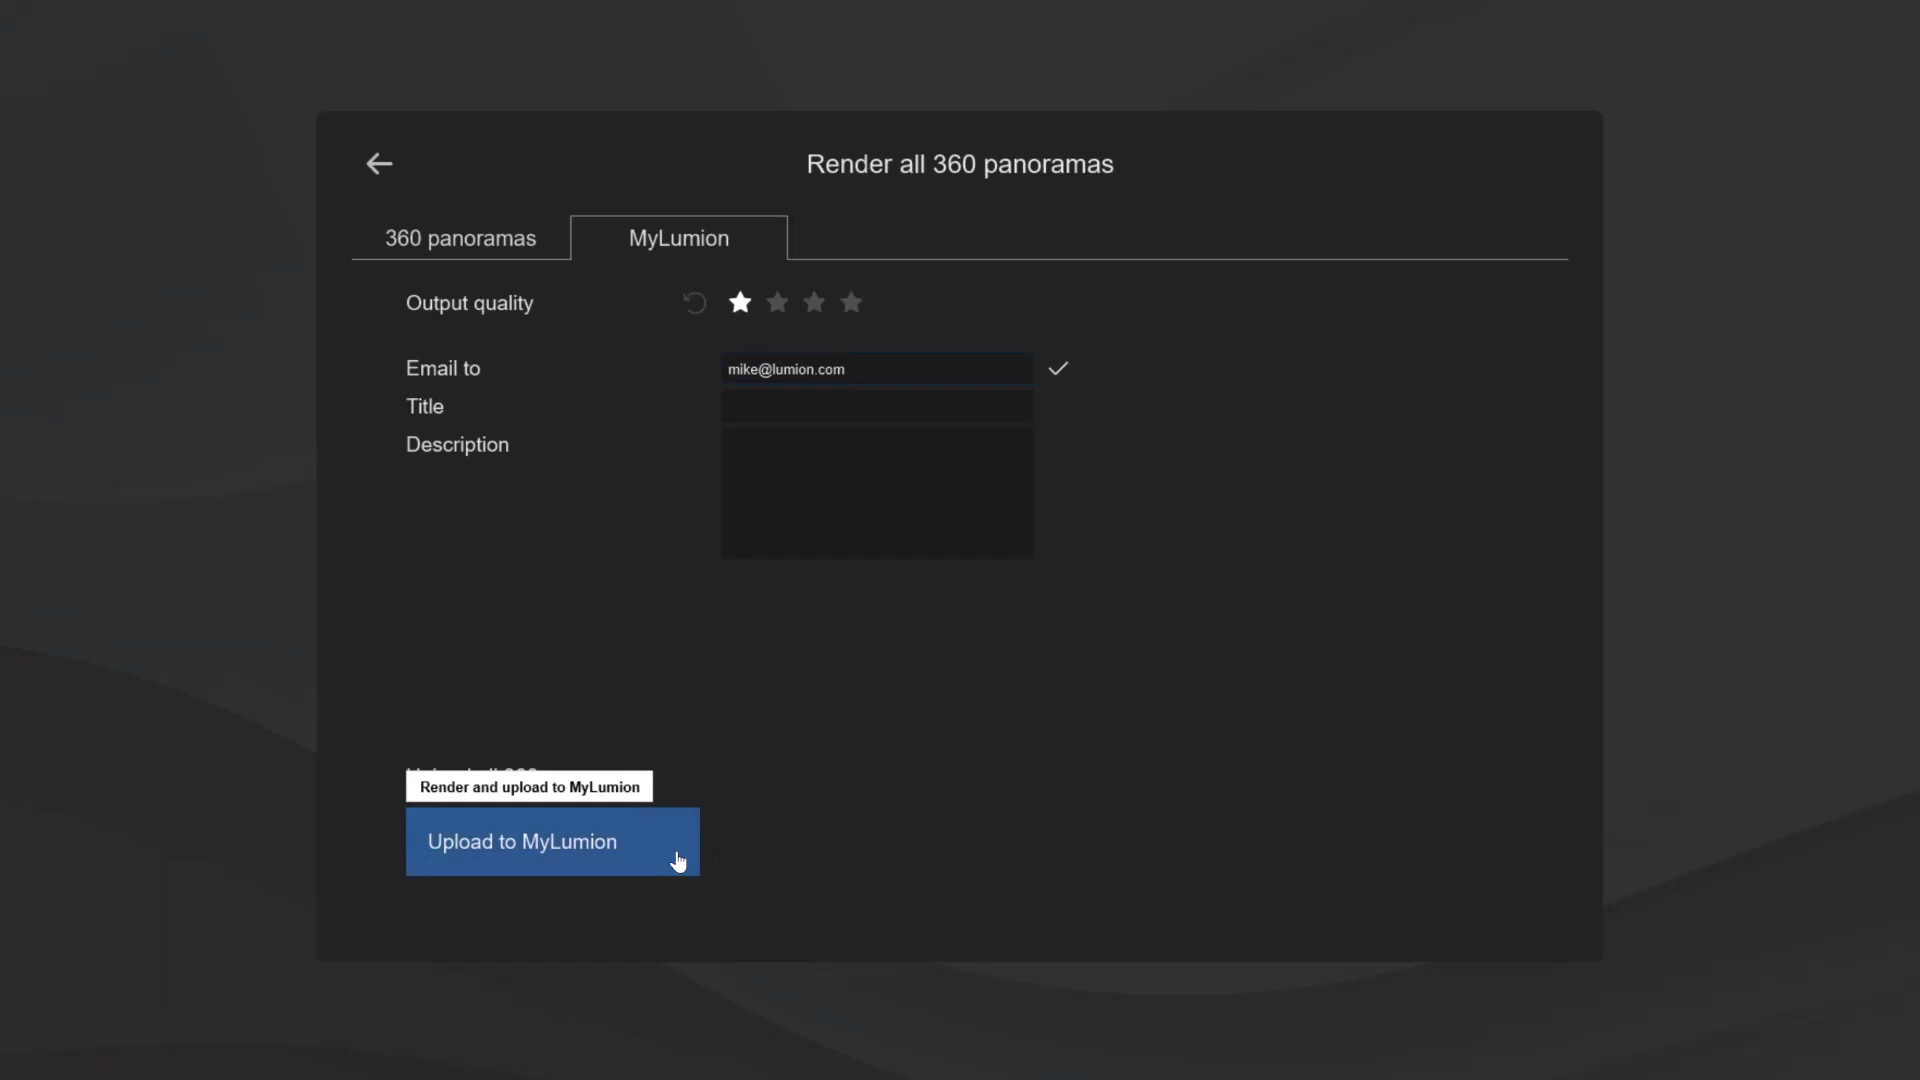 Render all 360 panoramas
360 panoramas
MyLumion
Output quality
Email to
mike@lumion.com
Title
Description
Render and upload to MyLumion
Upload to MyLumion